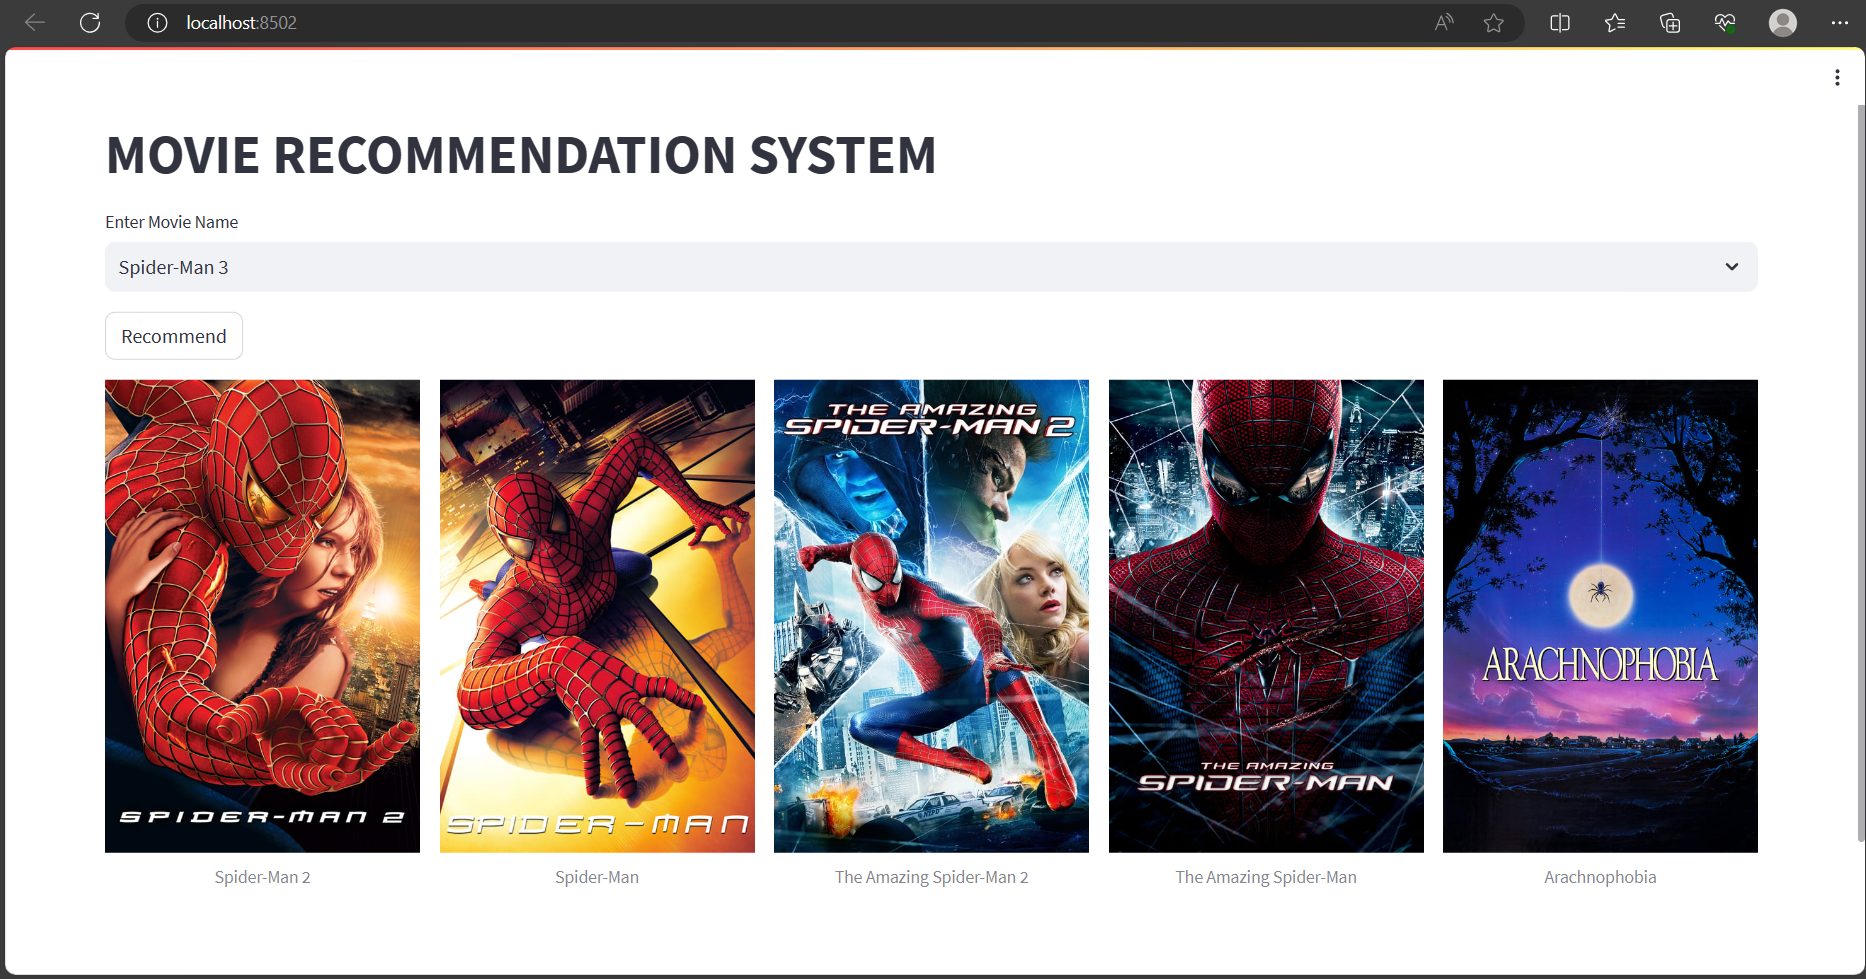 localhost:8502
MOVIE RECOMMENDATION SYSTEM
Enter Movie Name
Spider-Man 3
Recommend
SPIDER-MAN 2
SPIDER-MAN
THE AMAZING
SPIDER-MAN 2
THE AMAZING
SPIDER-MAN
ARACHNOPHOBIA
Spider-Man 2
Spider-Man
The Amazing Spider-Man 2
The Amazing Spider-Man
Arachnophobia